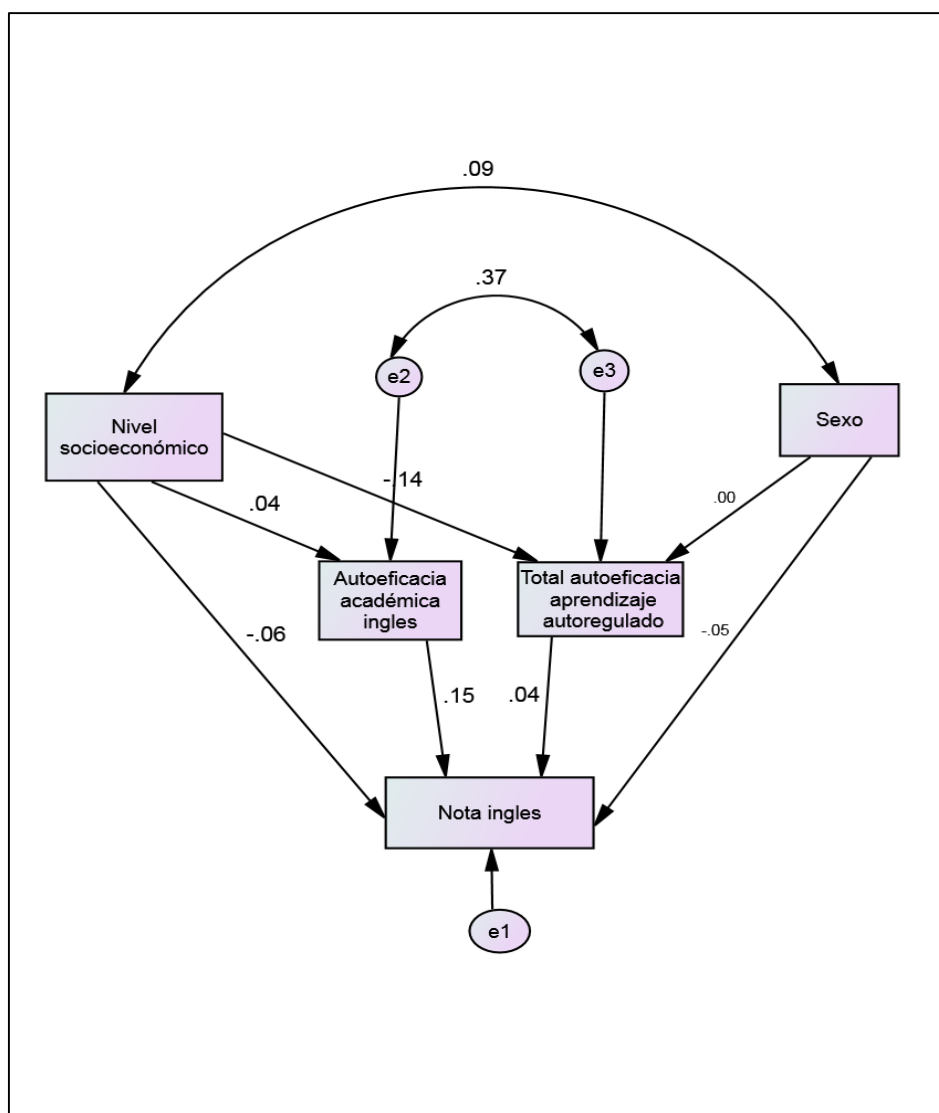 .09
.37
e2
e3
Nivel
socioeconómico
Sexo
-.14
.00
.04
Autoeficacia
académica
ingles
Total autoeficacia
aprendizaje
autoregulado
-.06
-.05
.15
.04
Nota ingles
e1